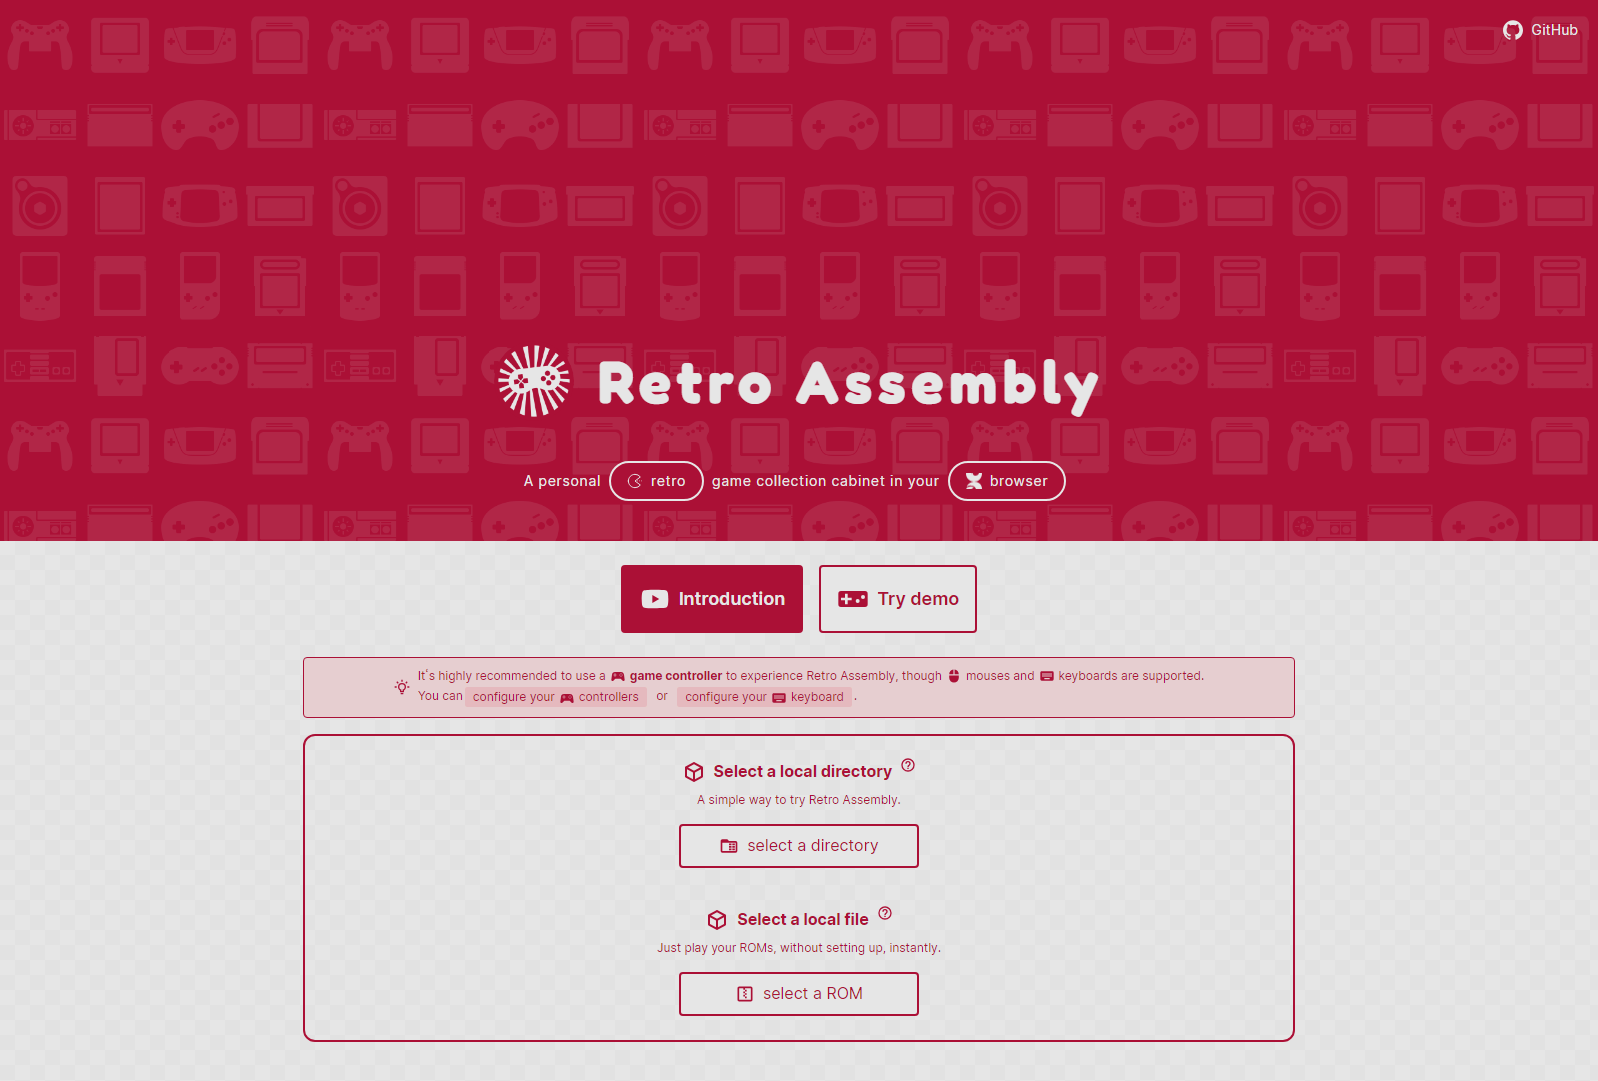 GitHub
Retro Assembly
A personal retro game collection cabinet in your browser
Introduction
Try demo
It's highly recommended to use a game controller to experience Retro Assembly, though mouses and keyboards are supported.
You can configure your controllers or configure your keyboard .
Select a local directory
A simple way to try Retro Assembly.
select a directory
Select a local file
Just play your ROMs, without setting up, instantly.
select a ROM